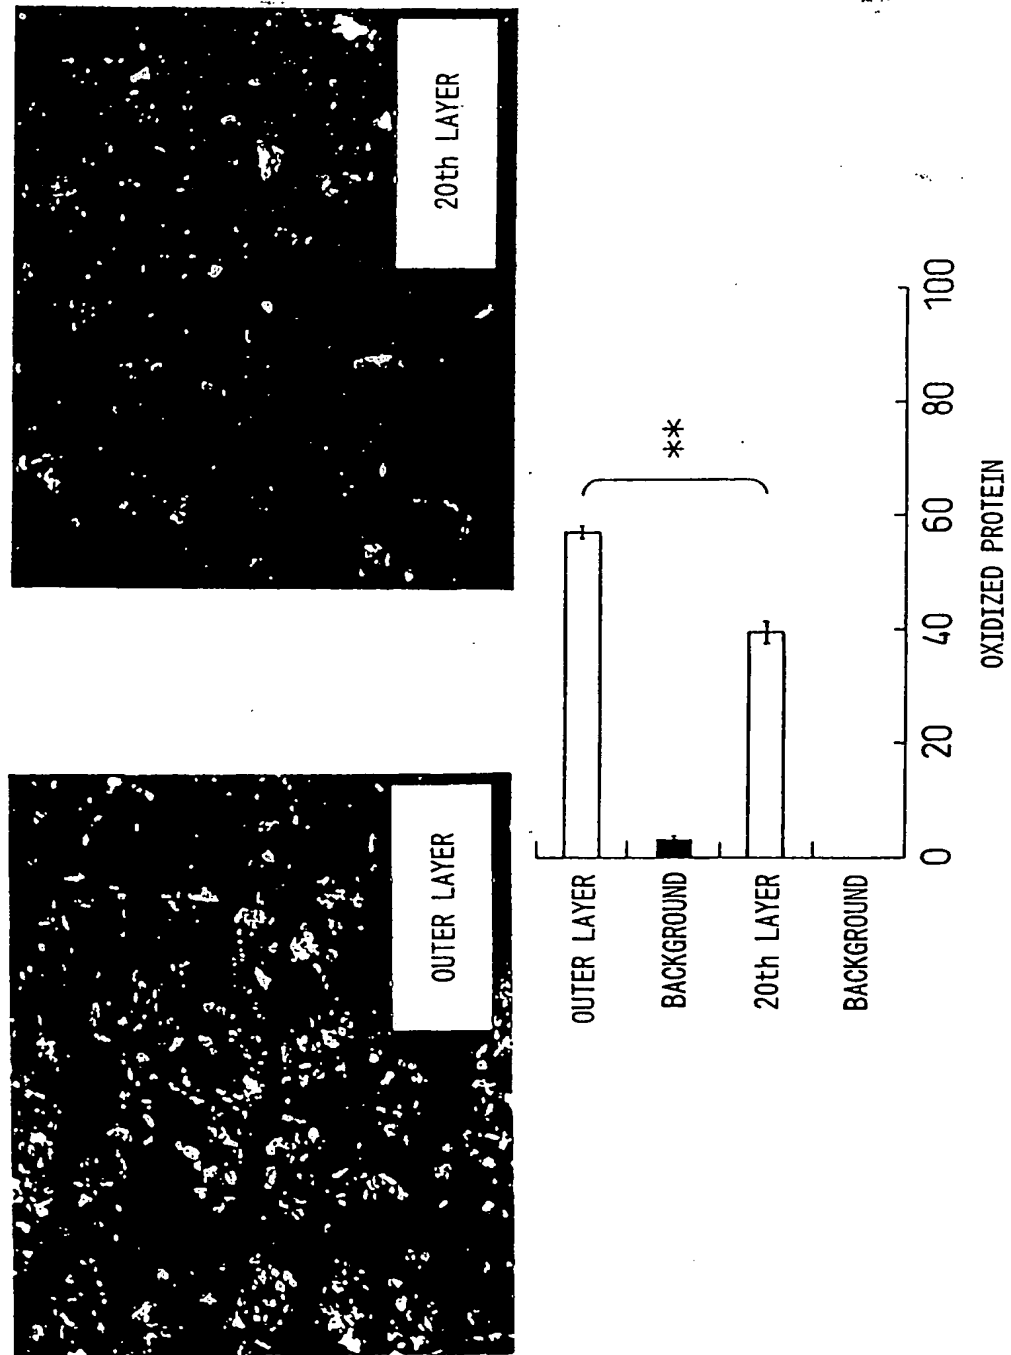 OUTER LAYER
20th LAYER
OUTER LAYER
BACKGROUND
20th LAYER
BACKGROUND
**
0 20 40 60 80 100
OXIDIZED PROTEIN